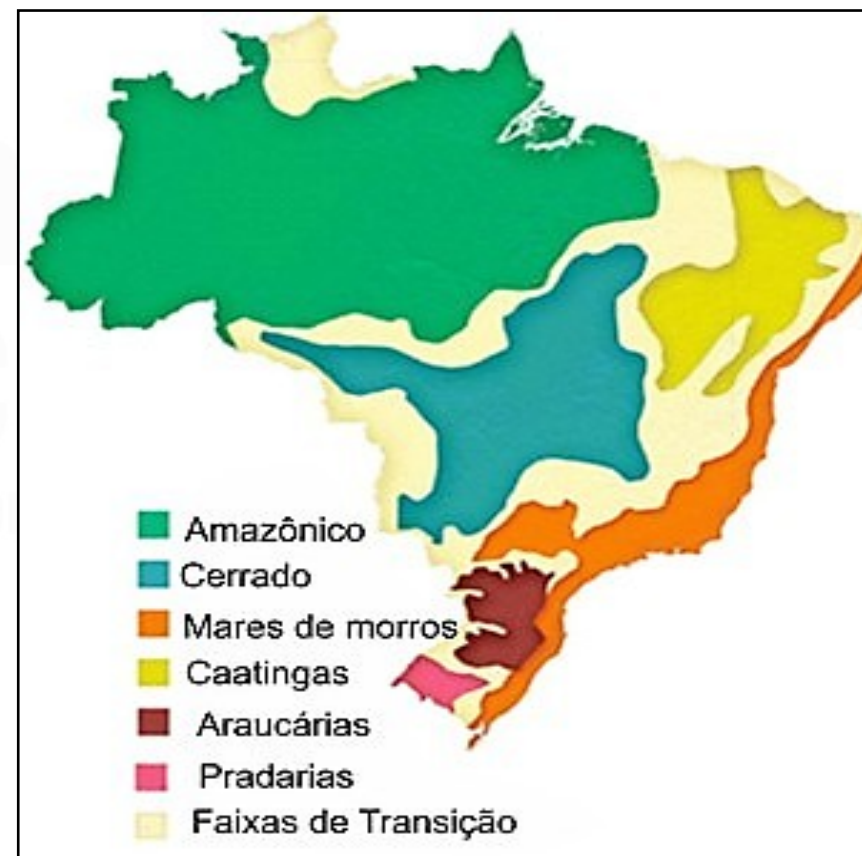 Amazônico
Cerrado
Mares de morros
Caatingas
Araucárias
Pradarias
Faixas de Transição